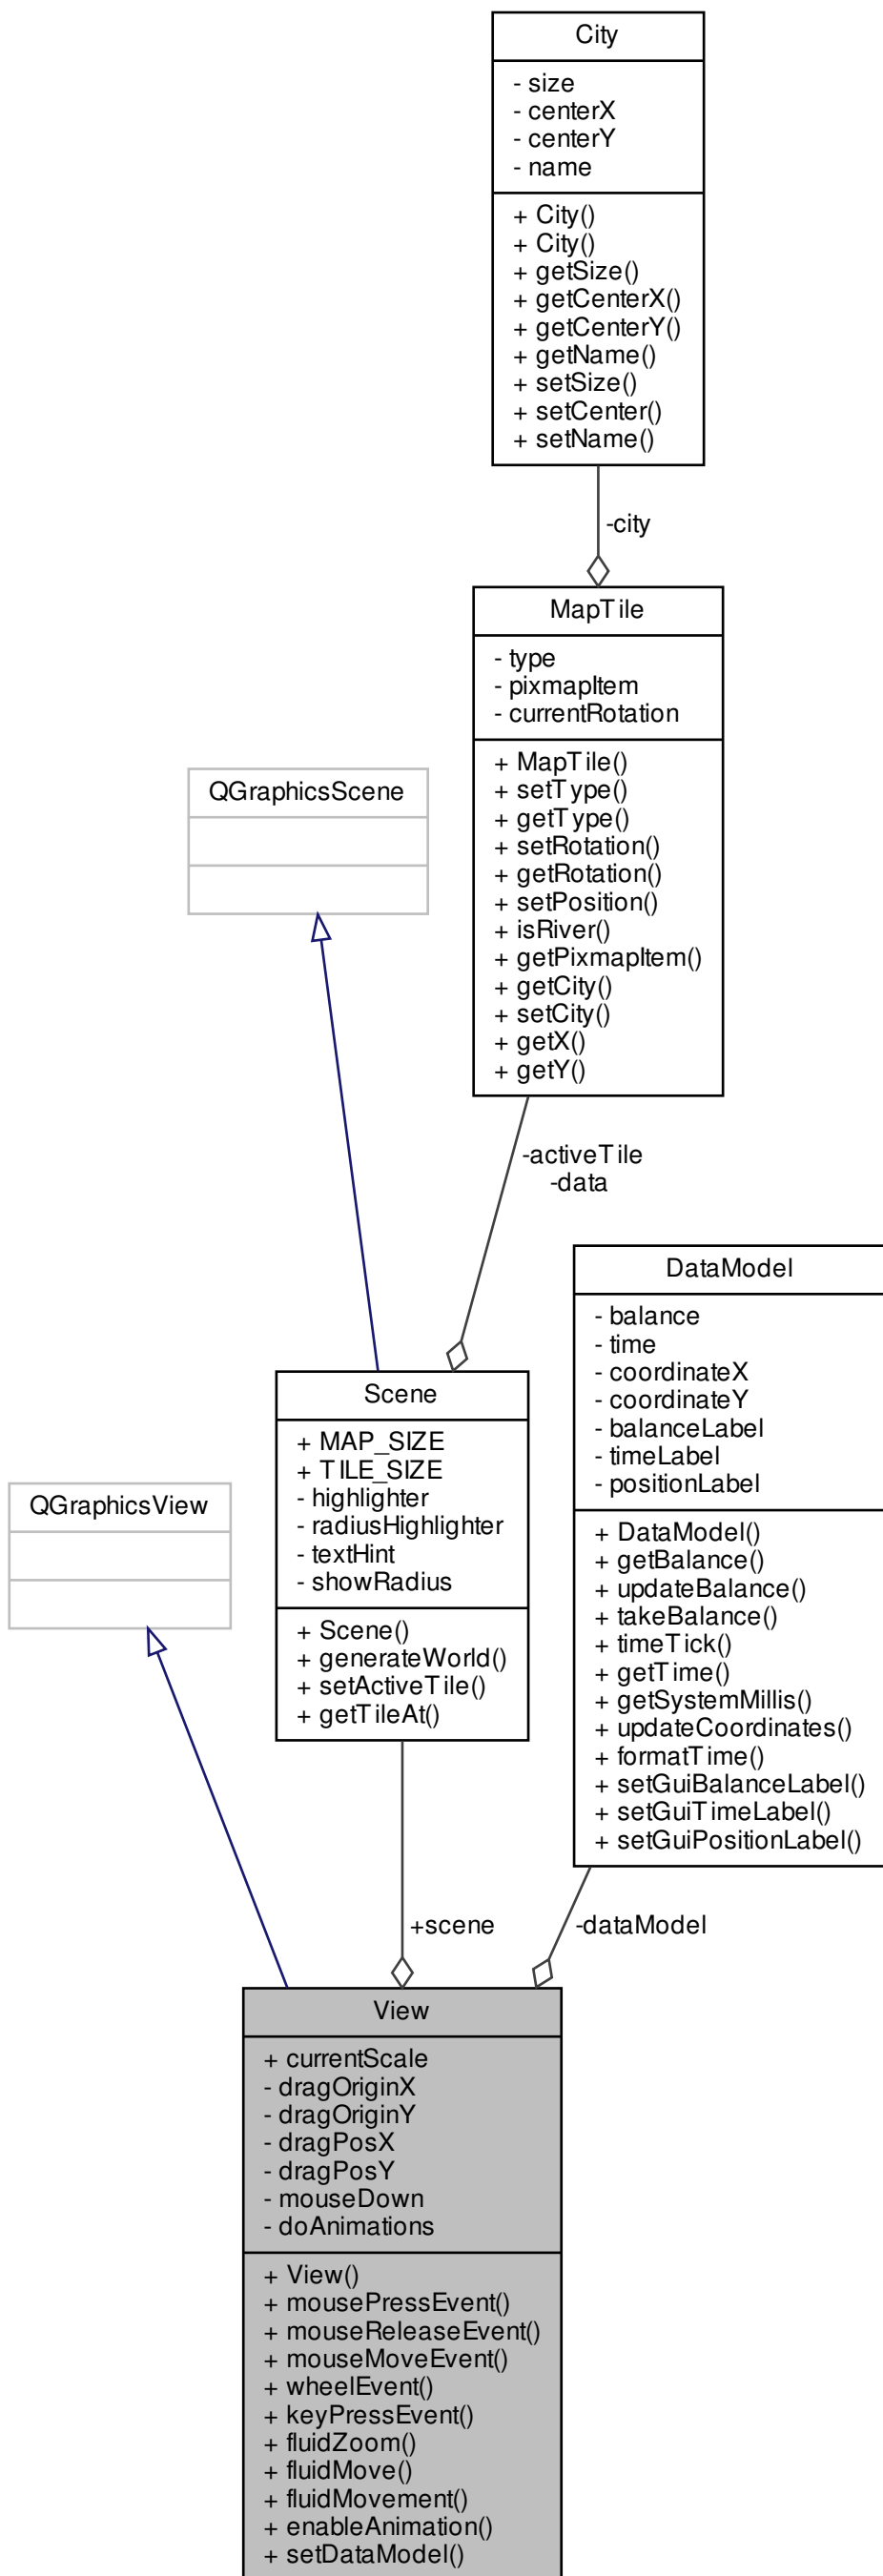 City
- size
- centerX
- centerY
- name
+ City()
+ City()
+ getSize()
+ getCenterX()
+ getCenterY()
+ getName()
+ setSize()
+ setCenter()
+ setName()
-city
MapTile
- type
- pixmapItem
- currentRotation
+ MapTile()
+ setType()
+ getType()
+ setRotation()
+ getRotation()
+ setPosition()
+ isRiver()
+ getPixmapItem()
+ getCity()
+ setCity()
+ getX()
+ getY()
QGraphicsScene
-activeTile
-data
DataModel
- balance
- time
- coordinateX
- coordinateY
- balanceLabel
- timeLabel
- positionLabel
+ DataModel()
+ getBalance()
+ updateBalance()
+ takeBalance()
+ timeTick()
+ getTime()
+ getSystemMillis()
+ updateCoordinates()
+ formatTime()
+ setGuiBalanceLabel()
+ setGuiTimeLabel()
+ setGuiPositionLabel()
Scene
+ MAP_SIZE
+ TILE_SIZE
- highlighter
- radiusHighlighter
- textHint
- showRadius
+ Scene()
+ generateWorld()
+ setActiveTile()
+ getTileAt()
QGraphicsView
+scene
-dataModel
View
+ currentScale
- dragOriginX
- dragOriginY
- dragPosX
- dragPosY
- mouseDown
- doAnimations
+ View()
+ mousePressEvent()
+ mouseReleaseEvent()
+ mouseMoveEvent()
+ wheelEvent()
+ keyPressEvent()
+ fluidZoom()
+ fluidMove()
+ fluidMovement()
+ enableAnimation()
+ setDataModel()